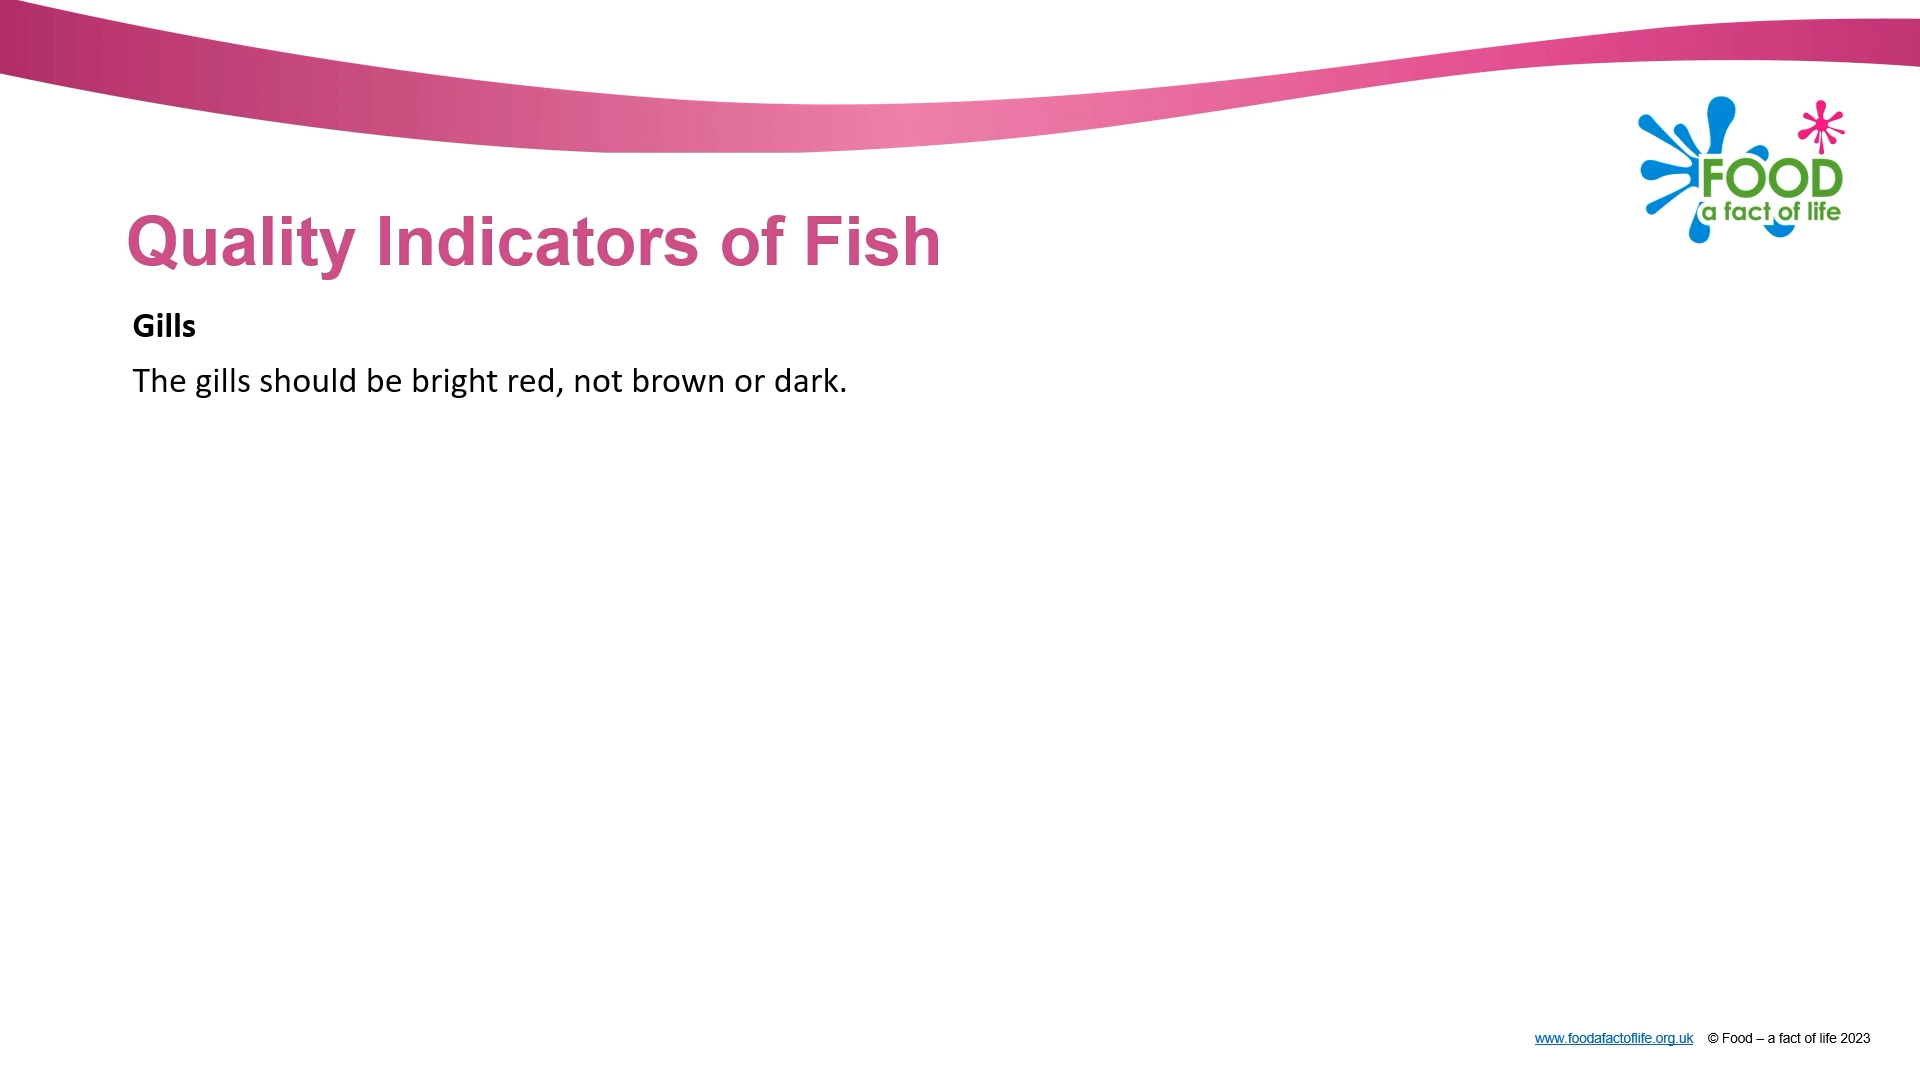 FOOD
a fact of life
Quality Indicators of Fish
Gills
The gills should be bright red, not brown or dark.
www.foodafactoflife.org.uk © Food – a fact of life 2023